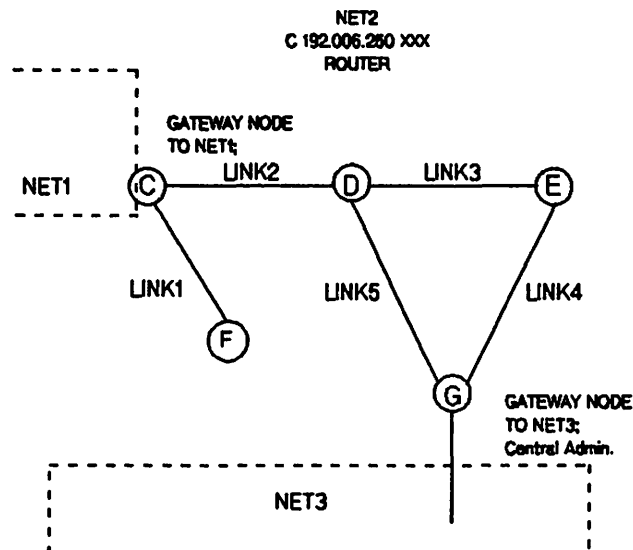 NET2
C 192.006.250 XXX
ROUTER
GATEWAY NODE
TO NET1;
NET1
C
LINK2
D
LINK3
E
LINK1
LINK5
LINK4
F
G
GATEWAY NODE
TO NET3;
Central Admin.
NET3